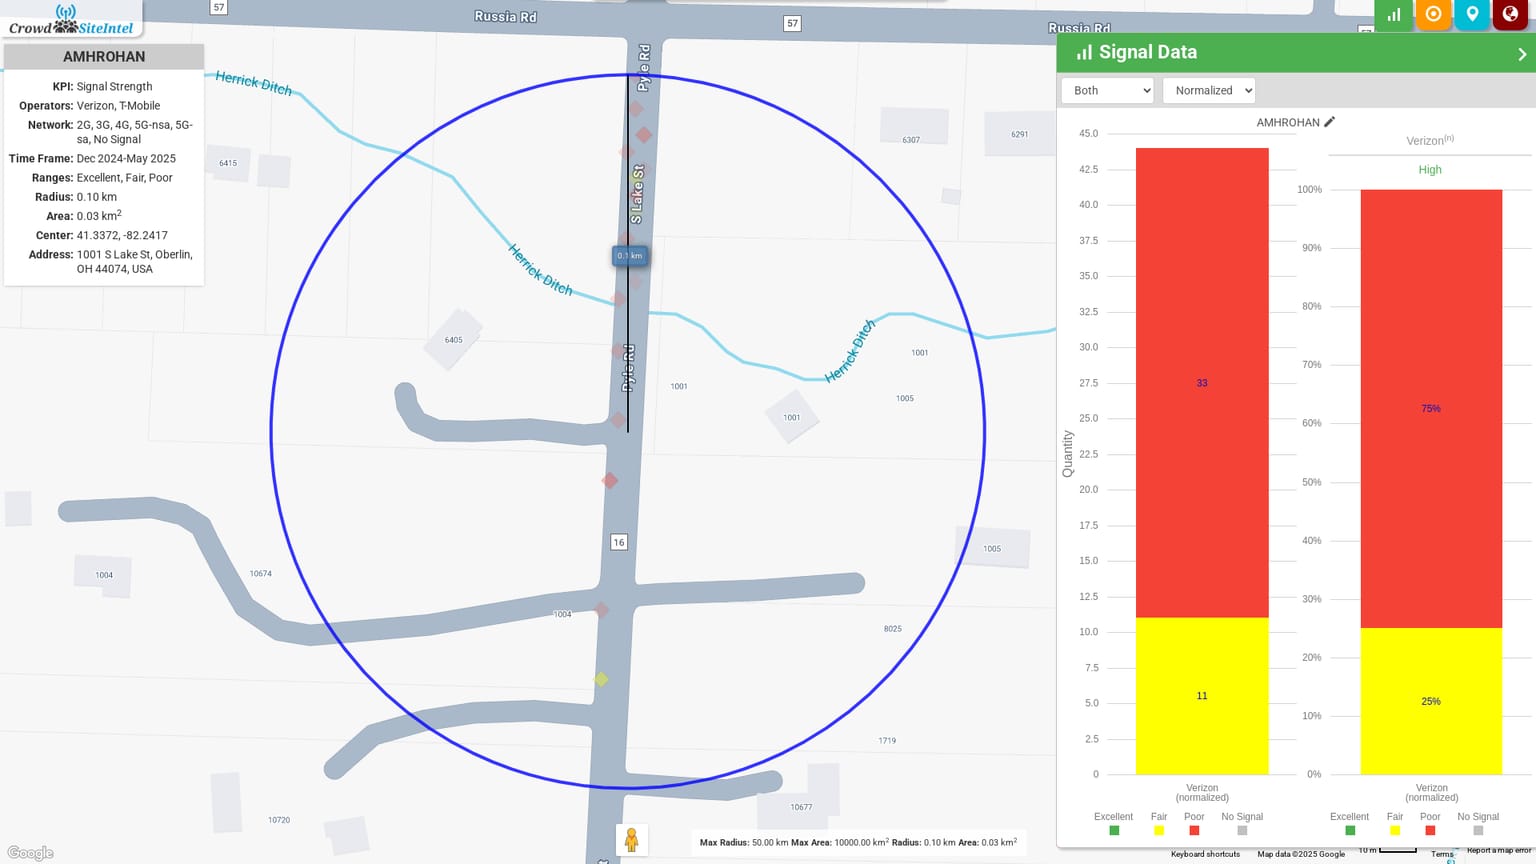 57
Russia Rd
57
Russia Rd
Crowd SiteIntel
AMHROHAN
KPI: Signal Strength
Operators: Verizon, T-Mobile
Network: 2G, 3G, 4G, 5G-nsa, 5G-
sa, No Signal
Time Frame: Dec 2024-May 2025
Ranges: Excellent, Fair, Poor
Radius: 0.10 km
Area: 0.03 km²
Center: 41.3372, -82.2417
Address: 1001 S Lake St, Oberlin,
OH 44074, USA
Herrick Ditch
Pyle Rd
6415
6307
6291
S Lake St
Herrick Ditch
0.1 km
6405
Pyle Rd
Herrick Ditch
1001
1001
1005
1001
16
1005
1004
10674
1004
8025
1719
10677
10720
Google
Max Radius: 50.00 km Max Area: 10000.00 km² Radius: 0.10 km Area: 0.03 km²
Keyboard shortcuts
Map data ©2025 Google
10 m
Terms
Report a map error
Signal Data
Both
Normalized
AMHROHAN
Quantity
45.0
42.5
40.0
37.5
35.0
32.5
30.0
27.5
25.0
22.5
20.0
17.5
15.0
12.5
10.0
7.5
5.0
2.5
0
33
11
Verizon
(normalized)
Excellent Fair Poor No Signal
Verizon(n)
High
100%
90%
80%
70%
60%
50%
40%
30%
20%
10%
0%
75%
25%
Verizon
(normalized)
Excellent Fair Poor No Signal